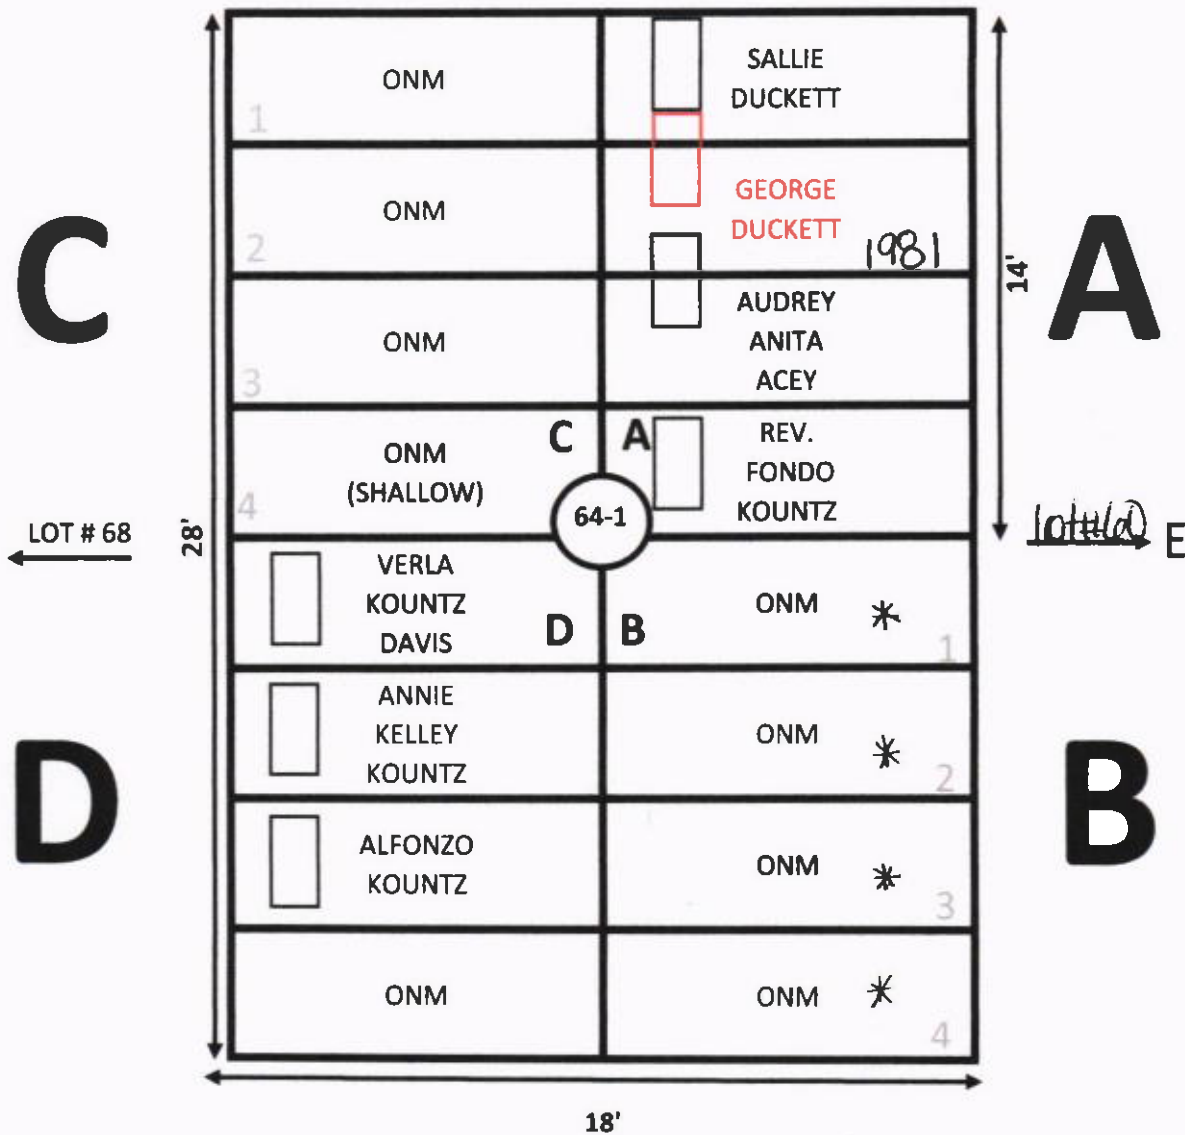 ONM
1
SALLIE
DUCKETT
ONM
2
GEORGE
DUCKETT
1981
C
A
14'
ONM
3
AUDREY
ANITA
ACEY
ONM
(SHALLOW)
4
C
A
REV.
FONDO
KOUNTZ
64-1
LOT # 68
28'
E
VERLA
KOUNTZ
DAVIS
D
B
ONM
*
1
ANNIE
KELLEY
KOUNTZ
ONM
*
2
D
B
ALFONZO
KOUNTZ
ONM
*
3
ONM
ONM
*
4
18'